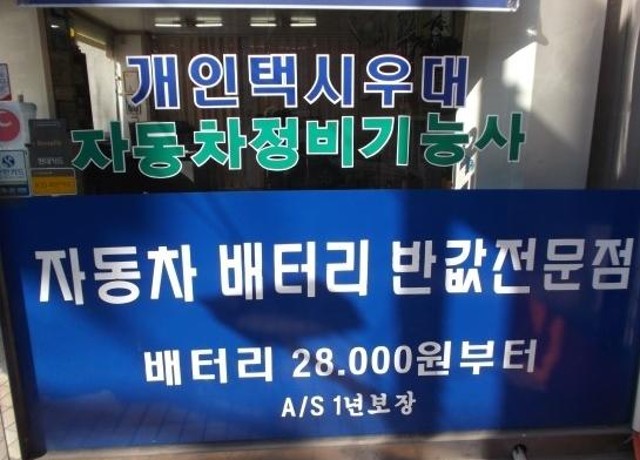 개인택시우대
자동차정비기능사
자동차 배터리 반값전문점
배터리 28.000원부터
A/S 1년보장